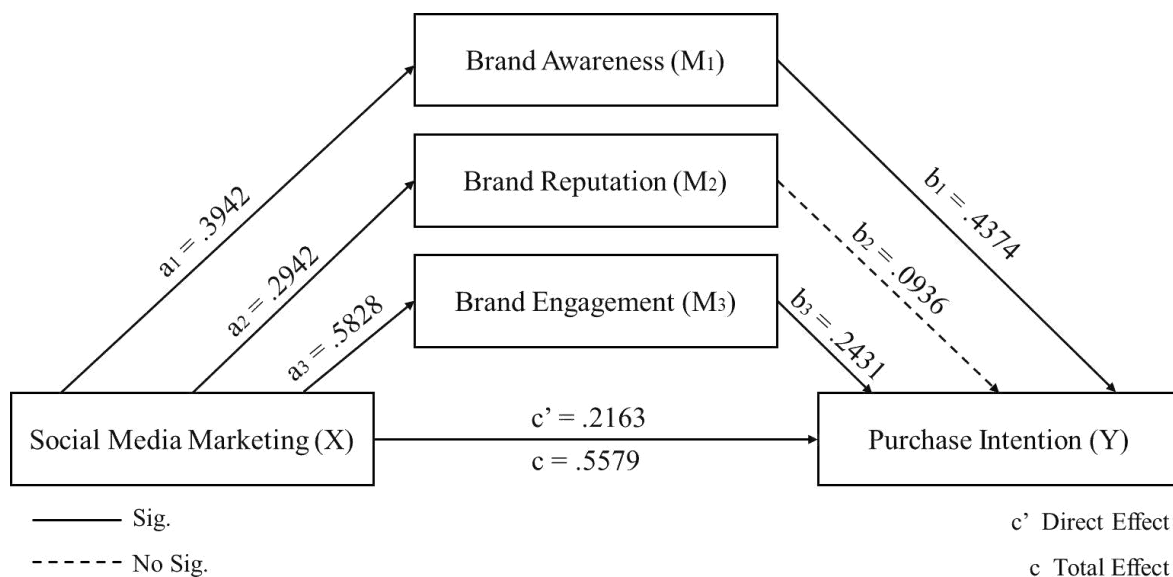 Brand Awareness (M₁)
Brand Reputation (M₂)
Brand Engagement (M₃)
a₁ = .3942
a₂ = .2942
a₃ = .5828
b₁ = .4374
b₂ = .0936
b₃ = .2431
Social Media Marketing (X)
c’ = .2163
c = .5579
Purchase Intention (Y)
Sig.
No Sig.
c’ Direct Effect
c Total Effect